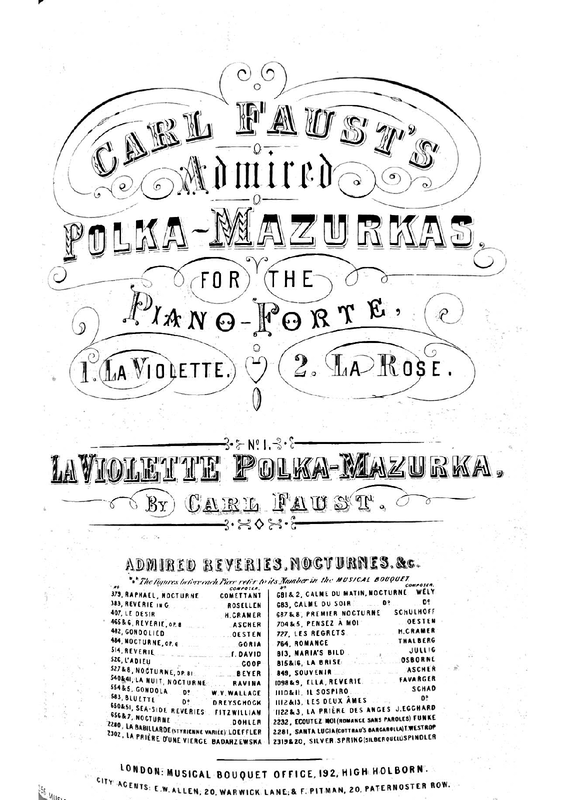 CARL FAUST'S
Admired
POLKA~MAZURKAS,
FOR THE
PIANO-FORTE,
1. LA VIOLETTE. 2. LA ROSE.
No. 1.
LA VIOLETTE POLKA-MAZURKA,
BY CARL FAUST.
ADMIRED REVERIES, NOCTURNES, &c.
The figures before each Piece refer to its Number in the MUSICAL BOUQUET
No. COMPOSER.
379, RAPHAEL, NOCTURNE COMETTANT
383, REVERIE IN G ROSELLEN
407, LE DESIR H. CRAMER
465 & 6, REVERIE, OP. 8 ASCHER
482, GONDOLIED OESTEN
484, NOCTURNE, OP. 6 GORIA
514, REVERIE F. DAVID
526, L'ADIEU GOOP
527 & 8, NOCTURNE, OP. 81 BEYER
540 & 41, LA NUIT, NOCTURNE RAVINA
554 & 5, GONDOLA Do. W. V. WALLACE
583, BLUETTE Do. DREYSCHOCK
650 & 51, SEA-SIDE REVERIES FITZWILLIAM
656 & 7, NOCTURNE DOHLER
2280, LA BABILLARDE (STYRIENNE VARIÉE) LOEFFLER
2302, LA PRIÈRE D'UNE VIERGE BADARZEWSKA
No. COMPOSER.
681 & 2, CALME DU MATIN, NOCTURNE WÉLY
683, CALME DU SOIR Do. Do.
687 & 8, PREMIER NOCTURNE SCHULHOFF
704 & 5, PENSEZ À MOI OESTEN
727, LES REGRETS H. CRAMER
764, ROMANCE THALBERG
813, MARIA'S BILD JULLIG
815 & 16, LA BRISE OSBORNE
849, SOUVENIR ASCHER
1098 & 9, ELLA, REVERIE FAVARGER
1110 & 11, IL SOSPIRO SCHAD
1112 & 13, LES DEUX ÂMES Do.
1122 & 3, LA PRIÈRE DES ANGES J. EGGHARD
2232, ECOUTEZ MOI (ROMANCE SANS PAROLES) FUNKE
2281, SANTA LUCIA (COTTRAU'S BARCAROLLA) T. WESTROP
2319 & 20, SILVER SPRING (SILBERQUELLE) SPINDLER
LONDON: MUSICAL BOUQUET OFFICE, 192, HIGH HOLBORN.
CITY AGENTS: E. W. ALLEN, 20, WARWICK LANE; & F. PITMAN, 20, PATERNOSTER ROW.